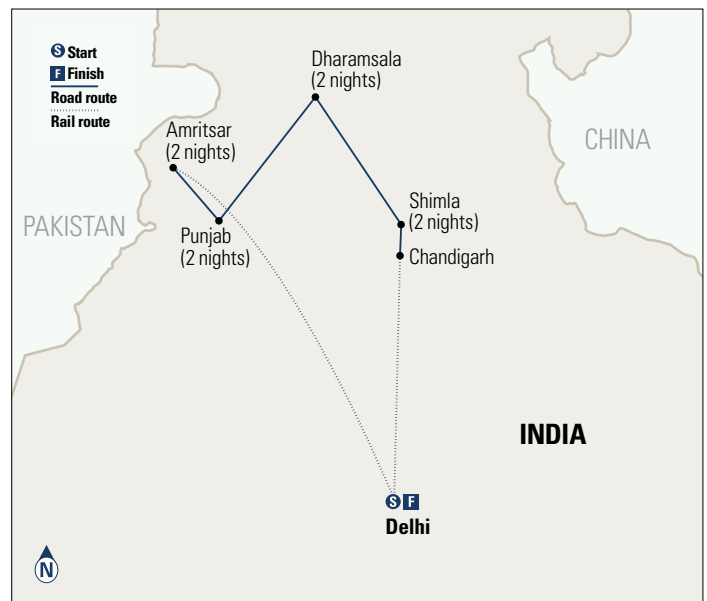 S Start
F Finish
Road route
Rail route
Dharamsala
(2 nights)
Amritsar
(2 nights)
CHINA
Shimla
(2 nights)
PAKISTAN
Punjab
(2 nights)
Chandigarh
INDIA
S F
Delhi
N